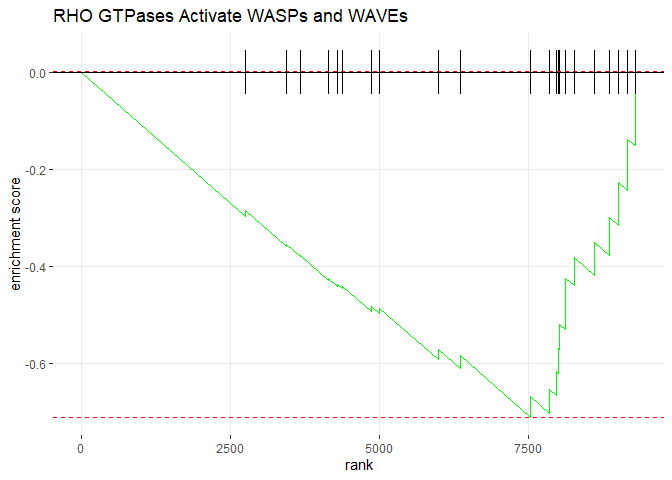 RHO GTPases Activate WASPs and WAVEs
0.0
-0.2
-0.4
-0.6
enrichment score
0
2500
5000
7500
rank